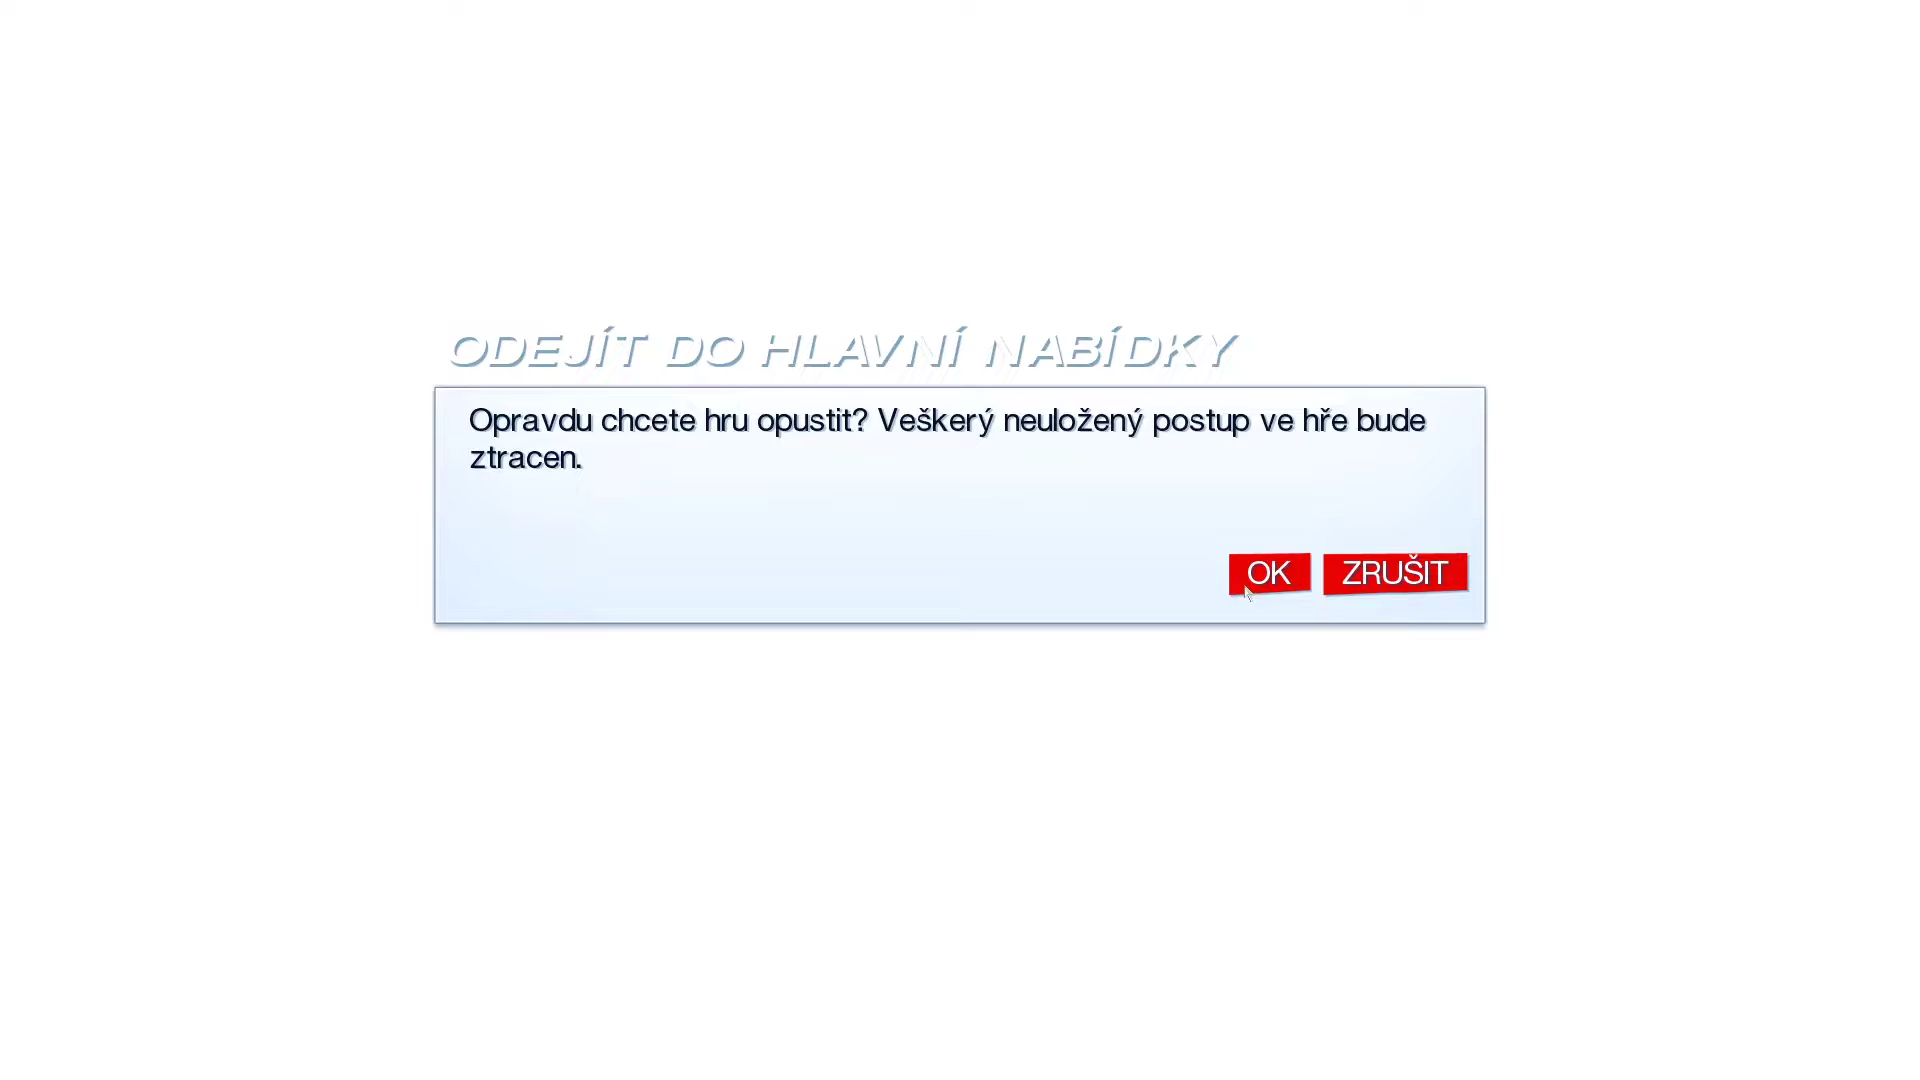 ODEJÍT DO HLAVNÍ NABÍDKY
Opravdu chcete hru opustit? Veškerý neuložený postup ve hře bude
ztracen.
OK ZRUŠIT